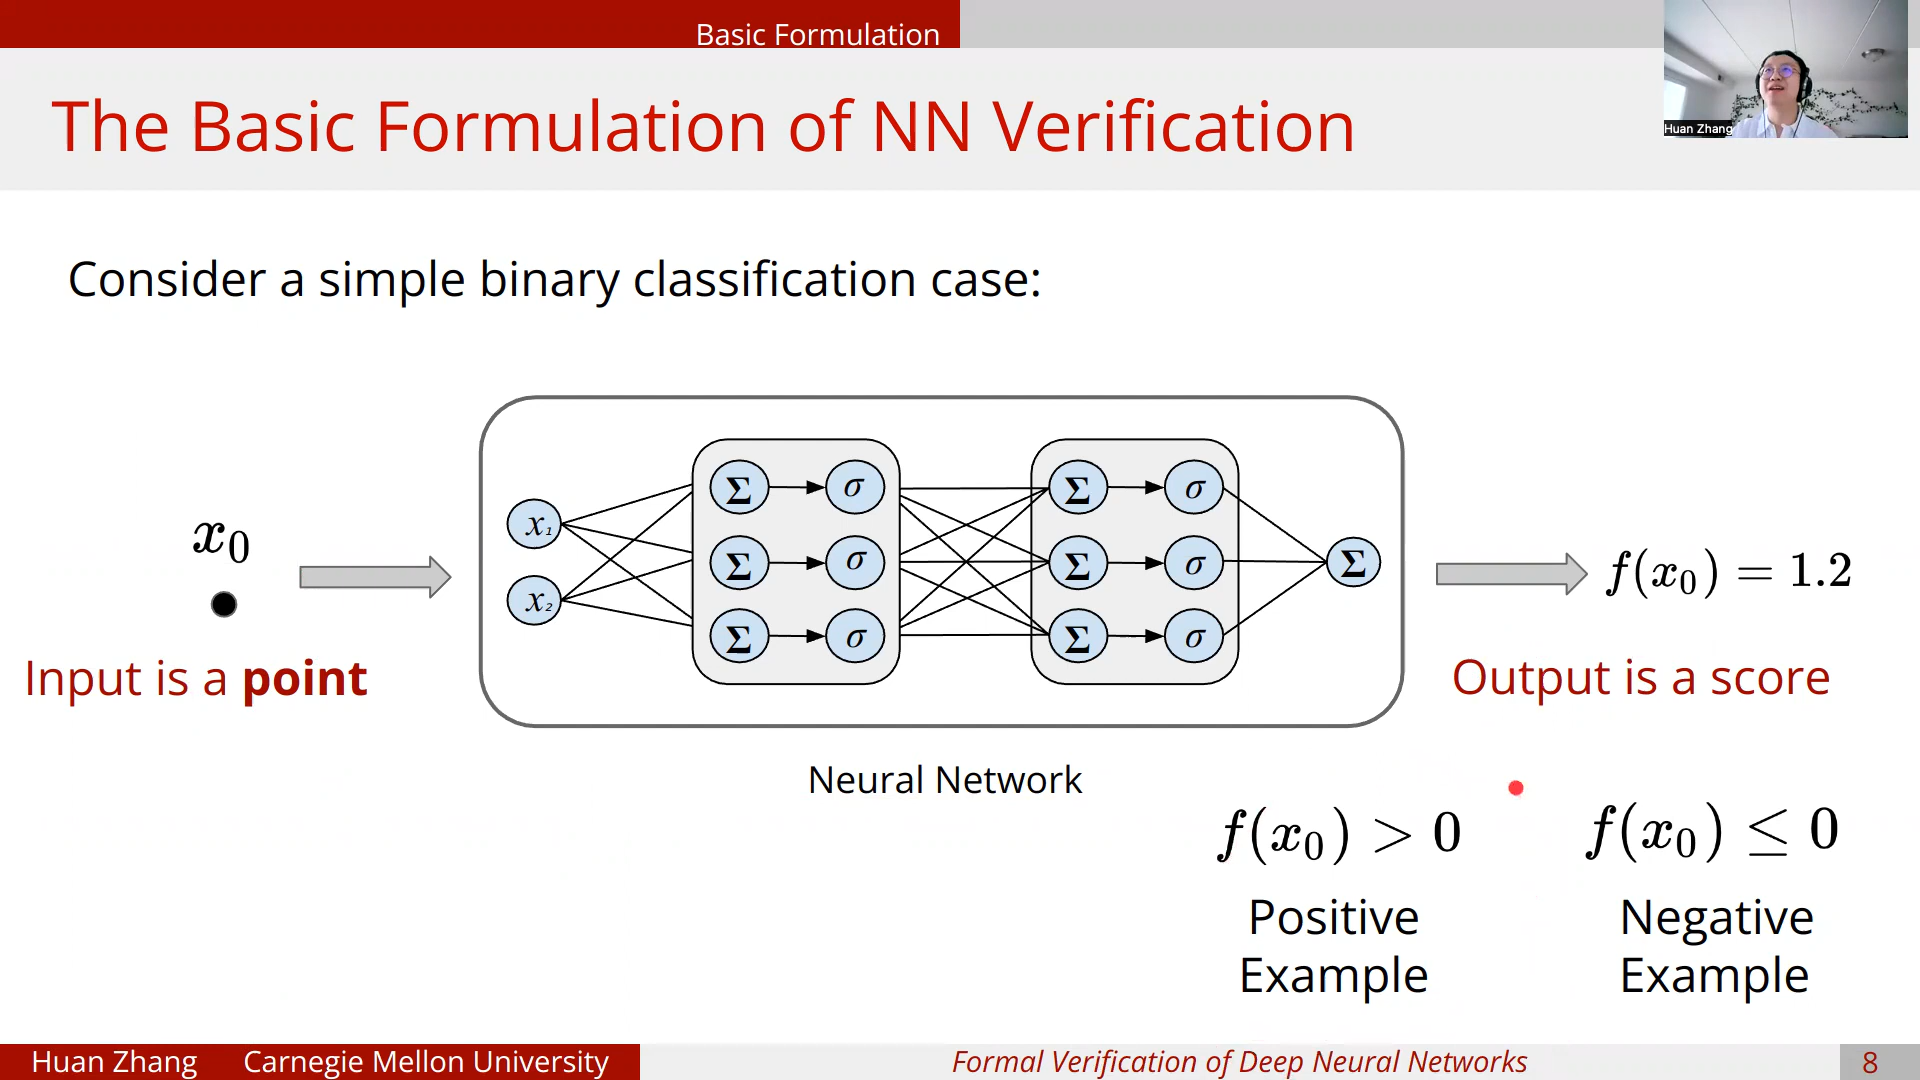 Basic Formulation
The Basic Formulation of NN Verification
Huan Zhang
Consider a simple binary classification case:
x₀
Input is a point
x₁
x₂
Σ σ Σ σ
Σ σ Σ σ
Σ σ Σ σ
Σ
f(x₀) = 1.2
Output is a score
Neural Network
f(x₀) > 0
Positive
Example
f(x₀) ≤ 0
Negative
Example
Huan Zhang Carnegie Mellon University
Formal Verification of Deep Neural Networks
8